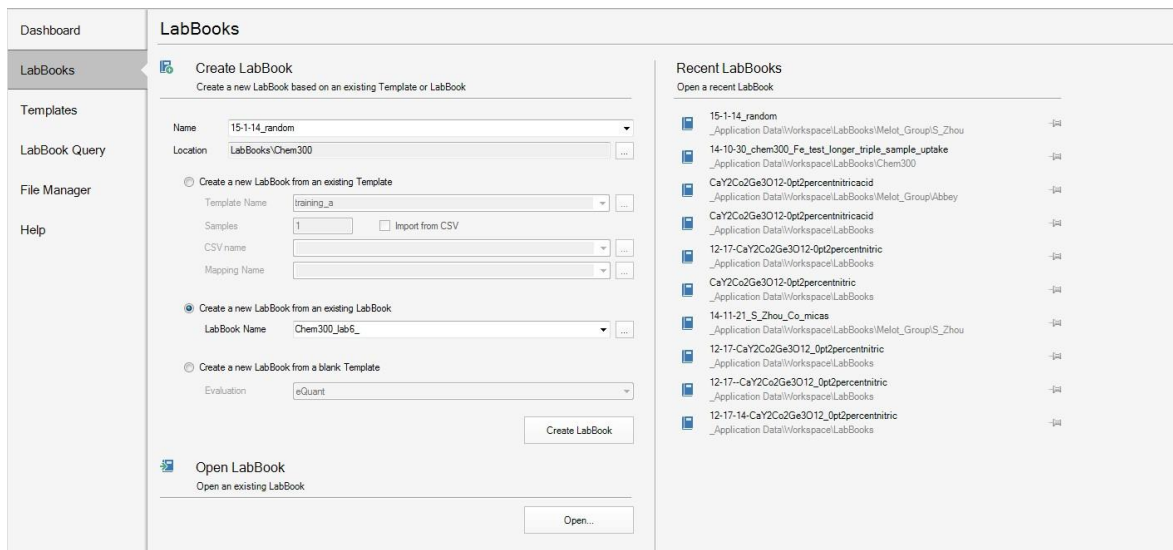 Dashboard
LabBooks
Templates
LabBook Query
File Manager
Help
LabBooks
Create LabBook
Create a new LabBook based on an existing Template or LabBook
Name 15-1-14_random
Location LabBooks\Chem300 ...
Create a new LabBook from an existing Template
Template Name training_a ...
Samples 1 Import from CSV
CSV name ...
Mapping Name ...
Create a new LabBook from an existing LabBook
LabBook Name Chem300_lab6_ ...
Create a new LabBook from a blank Template
Evaluation eQuant
Create LabBook
Open LabBook
Open an existing LabBook
Open...
Recent LabBooks
Open a recent LabBook
15-1-14_random
_Application Data\Workspace\LabBooks\Melot_Group\S_Zhou
14-10-30_chem300_Fe_test_longer_triple_sample_uptake
_Application Data\Workspace\LabBooks\Chem300
CaY2Co2Ge3O12-0pt2percentnitricacid
_Application Data\Workspace\LabBooks\Melot_Group\Abbey
CaY2Co2Ge3O12-0pt2percentnitricacid
_Application Data\Workspace\LabBooks
12-17-CaY2Co2Ge3O12-0pt2percentnitric
_Application Data\Workspace\LabBooks
CaY2Co2Ge3O12-0pt2percentnitric
_Application Data\Workspace\LabBooks
14-11-21_S_Zhou_Co_micas
_Application Data\Workspace\LabBooks\Melot_Group\S_Zhou
12-17-CaY2Co2Ge3O12_0pt2percentnitric
_Application Data\Workspace\LabBooks
12-17--CaY2Co2Ge3O12_0pt2percentnitric
_Application Data\Workspace\LabBooks
12-17-14-CaY2Co2Ge3O12_0pt2percentnitric
_Application Data\Workspace\LabBooks